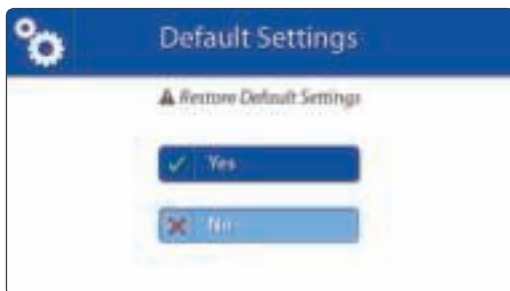 Default Settings
Restore Default Settings
Yes
No